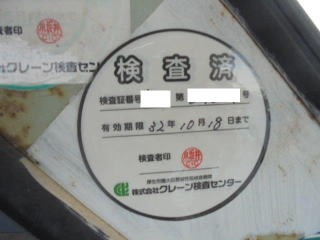 査者印
株式会社クレーン検査セン
検査済
検査証番号 第 号
有効期限 32年10月18日まで
検査者印
厚生労働大臣登録性能検査機関
株式会社クレーン検査センター